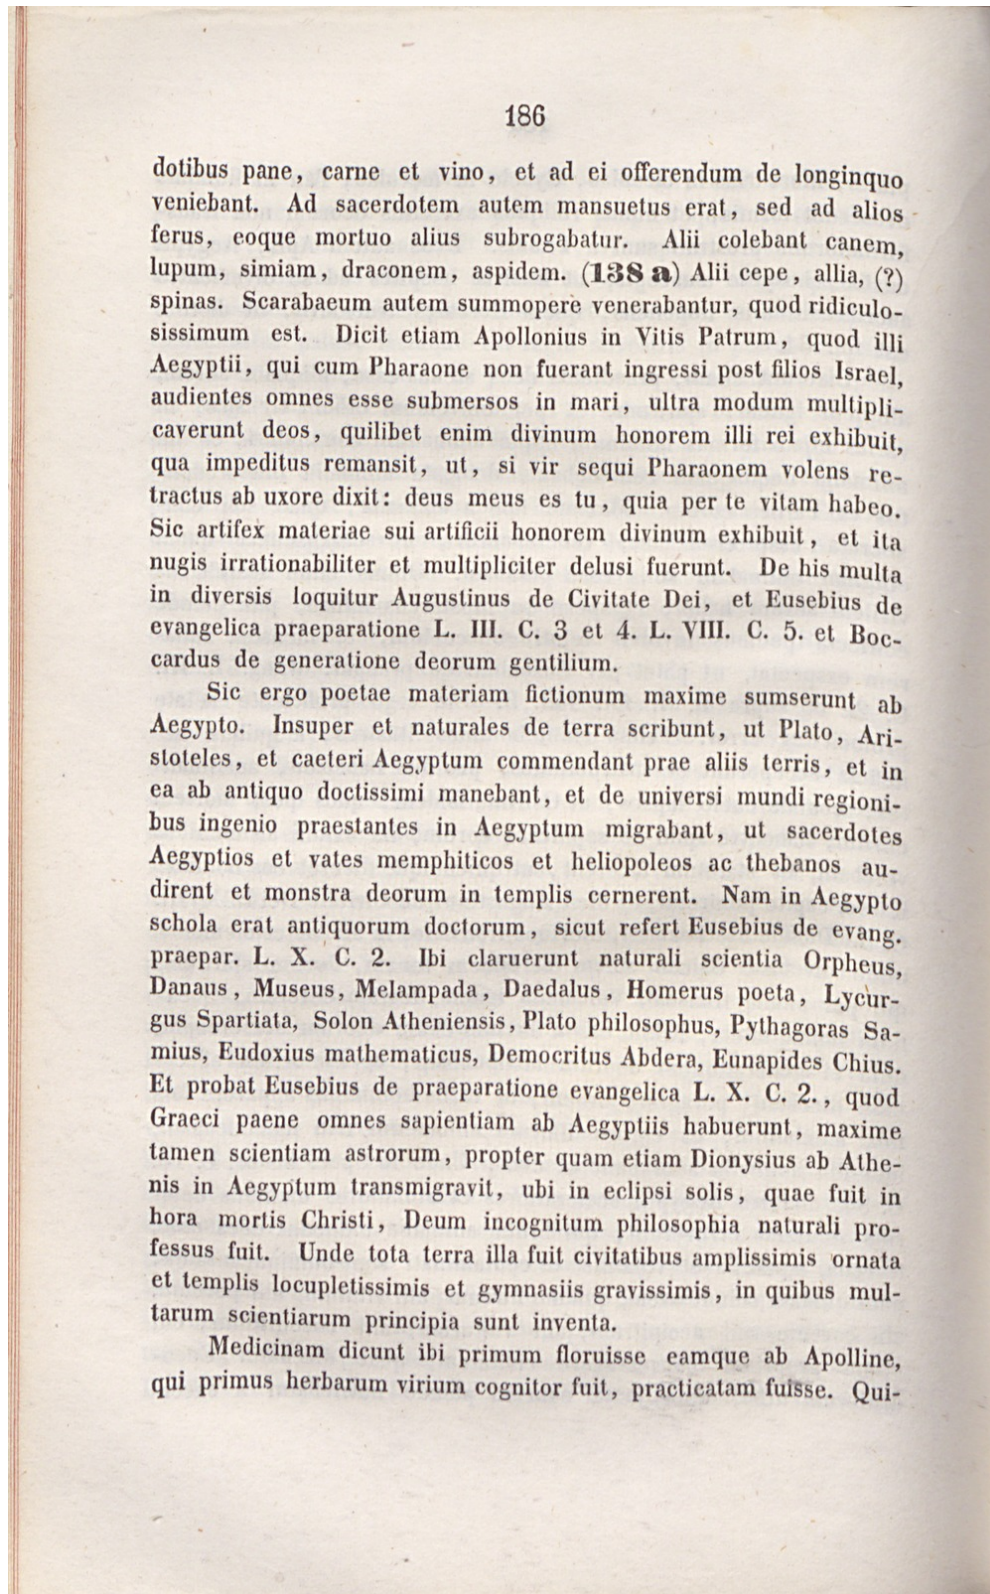 186
dotibus pane, carne et vino, et ad ei offerendum de longinquo
veniebant. Ad sacerdotem autem mansuetus erat, sed ad alios
ferus, eoque mortuo alius subrogabatur. Alii colebant canem,
lupum, simiam, draconem, aspidem. (138 a) Alii cepe, allia, (?)
spinas. Scarabaeum autem summopere venerabantur, quod ridiculo-
sissimum est. Dicit etiam Apollonius in Vitis Patrum, quod illi
Aegyptii, qui cum Pharaone non fuerant ingressi post filios Israel,
audientes omnes esse submersos in mari, ultra modum multipli-
caverunt deos, quilibet enim divinum honorem illi rei exhibuit,
qua impeditus remansit, ut, si vir sequi Pharaonem volens re-
tractus ab uxore dixit: deus meus es tu, quia per te vitam habeo.
Sic artifex materiae sui artificii honorem divinum exhibuit, et ita
nugis irrationabiliter et multipliciter delusi fuerunt. De his multa
in diversis loquitur Augustinus de Civitate Dei, et Eusebius de
evangelica praeparatione L. III. C. 3 et 4. L. VIII. C. 5. et Boc-
cardus de generatione deorum gentilium.
Sic ergo poetae materiam fictionum maxime sumserunt ab
Aegypto. Insuper et naturales de terra scribunt, ut Plato, Ari-
stoteles, et caeteri Aegyptum commendant prae aliis terris, et in
ea ab antiquo doctissimi manebant, et de universi mundi regioni-
bus ingenio praestantes in Aegyptum migrabant, ut sacerdotes
Aegyptios et vates memphiticos et heliopoleos ac thebanos au-
dirent et monstra deorum in templis cernerent. Nam in Aegypto
schola erat antiquorum doctorum, sicut refert Eusebius de evang.
praepar. L. X. C. 2. Ibi claruerunt naturali scientia Orpheus,
Danaus, Museus, Melampada, Daedalus, Homerus poeta, Lycur-
gus Spartiata, Solon Atheniensis, Plato philosophus, Pythagoras Sa-
mius, Eudoxius mathematicus, Democritus Abdera, Eunapides Chius.
Et probat Eusebius de praeparatione evangelica L. X. C. 2., quod
Graeci paene omnes sapientiam ab Aegyptiis habuerunt, maxime
tamen scientiam astrorum, propter quam etiam Dionysius ab Athe-
nis in Aegyptum transmigravit, ubi in eclipsi solis, quae fuit in
hora mortis Christi, Deum incognitum philosophia naturali pro-
fessus fuit. Unde tota terra illa fuit civitatibus amplissimis ornata
et templis locupletissimis et gymnasiis gravissimis, in quibus mul-
tarum scientiarum principia sunt inventa.
Medicinam dicunt ibi primum floruisse eamque ab Apolline,
qui primus herbarum virium cognitor fuit, practicatam fuisse. Qui-